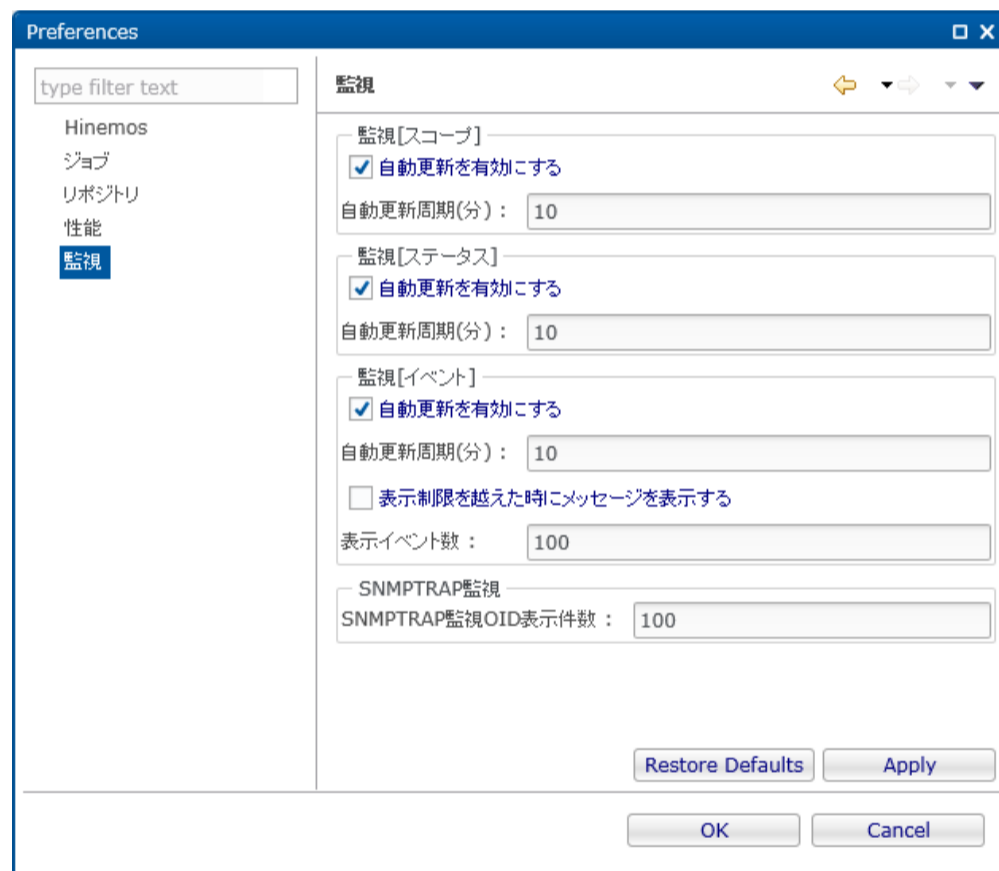 Preferences
type filter text
Hinemos
ジョブ
リポジトリ
性能
監視
監視
監視[スコープ]
自動更新を有効にする
自動更新周期(分) : 10
監視[ステータス]
自動更新を有効にする
自動更新周期(分) : 10
監視[イベント]
自動更新を有効にする
自動更新周期(分) : 10
表示制限を越えた時にメッセージを表示する
表示イベント数 : 100
SNMPTRAP監視
SNMPTRAP監視OID表示件数 : 100
Restore Defaults Apply
OK Cancel